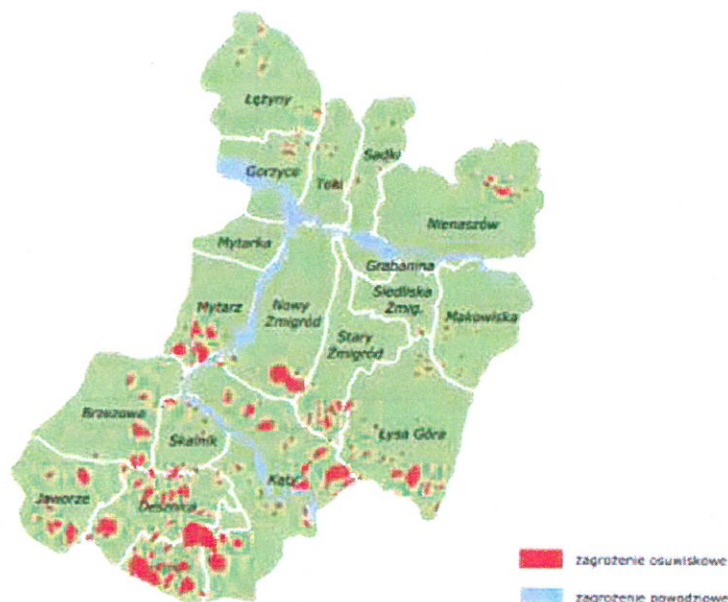 Łężyny
Gorzyce
Toki
Sadki
Nienaszów
Mytarka
Grabanina
Siedliska
Żmig.
Makowiska
Mytarz
Nowy
Żmigród
Stary
Żmigród
Brzezowa
Skalnik
Łysa Góra
Kąty
Jaworze
Desznica
zagrożenie osuwiskowe
zagrożenie powodziowe